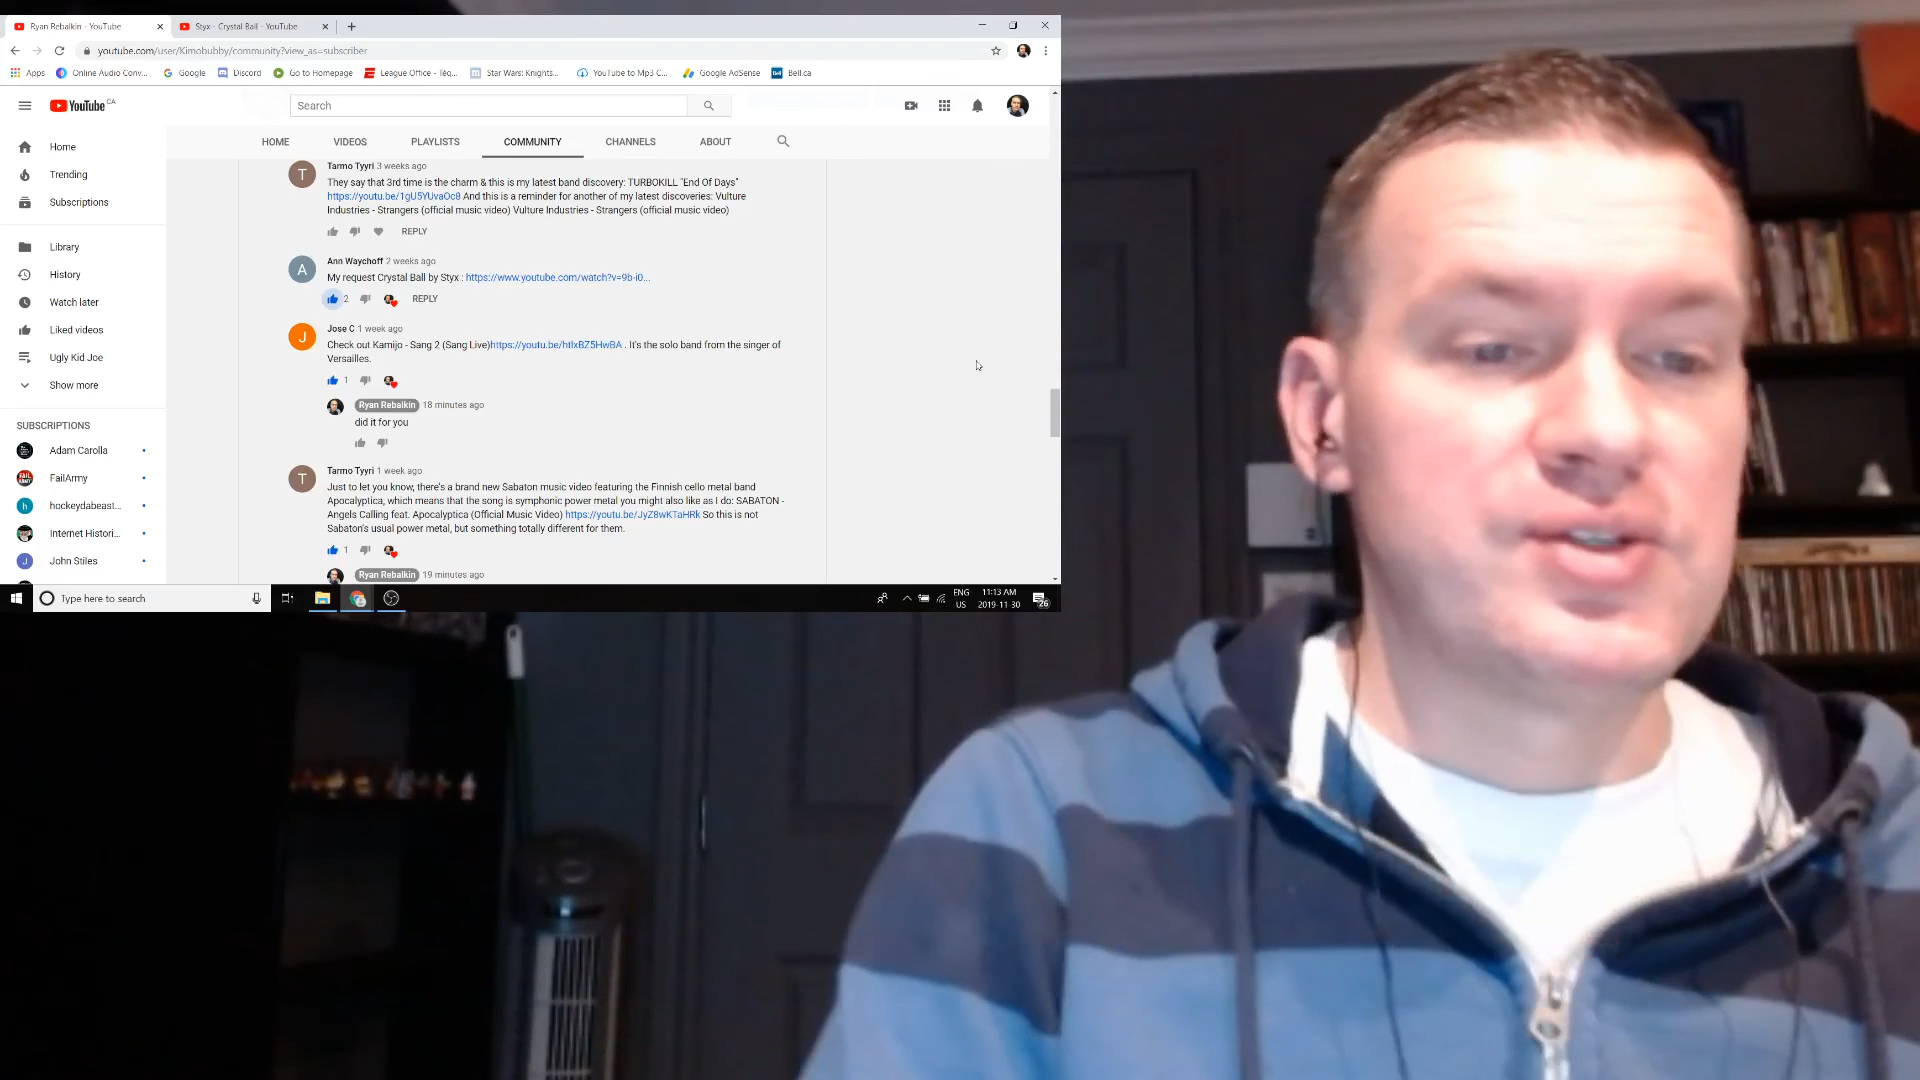 Ryan Rebalkin - YouTube
Styx - Crystal Ball - YouTube
youtube.com/user/Kimobubby/community?view_as=subscriber
Apps Online Audio Conv... Google Discord Go to Homepage League Office - Téq... Star Wars: Knights... YouTube to Mp3 C... Google AdSense Bell.ca
YouTube CA
Search
HOME VIDEOS PLAYLISTS COMMUNITY CHANNELS ABOUT
Home
Trending
Subscriptions
Library
History
Watch later
Liked videos
Ugly Kid Joe
Show more
SUBSCRIPTIONS
Adam Carolla
FailArmy
h hockeydabeast...
Internet Histori...
J John Stiles
T
Tarmo Tyyri 3 weeks ago
They say that 3rd time is the charm & this is my latest band discovery: TURBOKILL "End Of Days"
https://youtu.be/1gU5YUvaOc8 And this is a reminder for another of my latest discoveries: Vulture
Industries - Strangers (official music video) Vulture Industries - Strangers (official music video)
REPLY
A
Ann Waychoff 2 weeks ago
My request Crystal Ball by Styx : https://www.youtube.com/watch?v=9b-i0...
2 REPLY
J
Jose C 1 week ago
Check out Kamijo - Sang 2 (Sang Live)https://youtu.be/htlxBZ5HwBA . It's the solo band from the singer of
Versailles.
1
Ryan Rebalkin 18 minutes ago
did it for you
T
Tarmo Tyyri 1 week ago
Just to let you know, there's a brand new Sabaton music video featuring the Finnish cello metal band
Apocalyptica, which means that the song is symphonic power metal you might also like as I do: SABATON -
Angels Calling feat. Apocalyptica (Official Music Video) https://youtu.be/JyZ8wKTaHRk So this is not
Sabaton's usual power metal, but something totally different for them.
1
Ryan Rebalkin 19 minutes ago
Type here to search
ENG
US
11:13 AM
2019-11-30
26